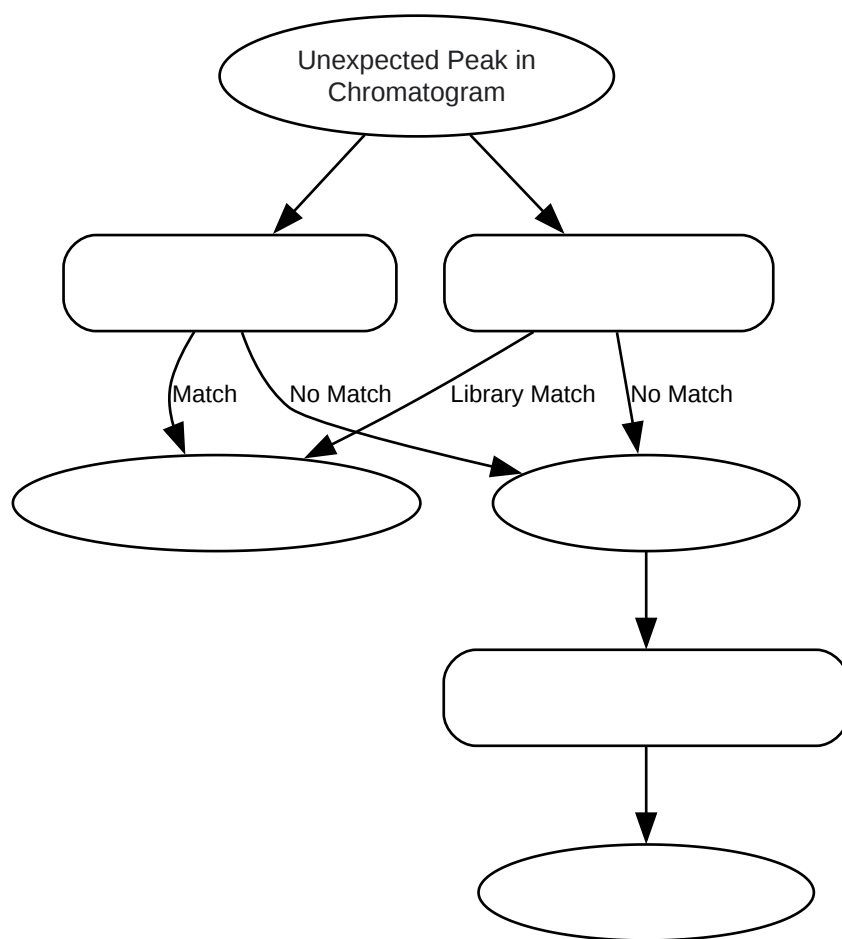 Unexpected Peak in
Chromatogram
Match
No Match
Library Match
No Match